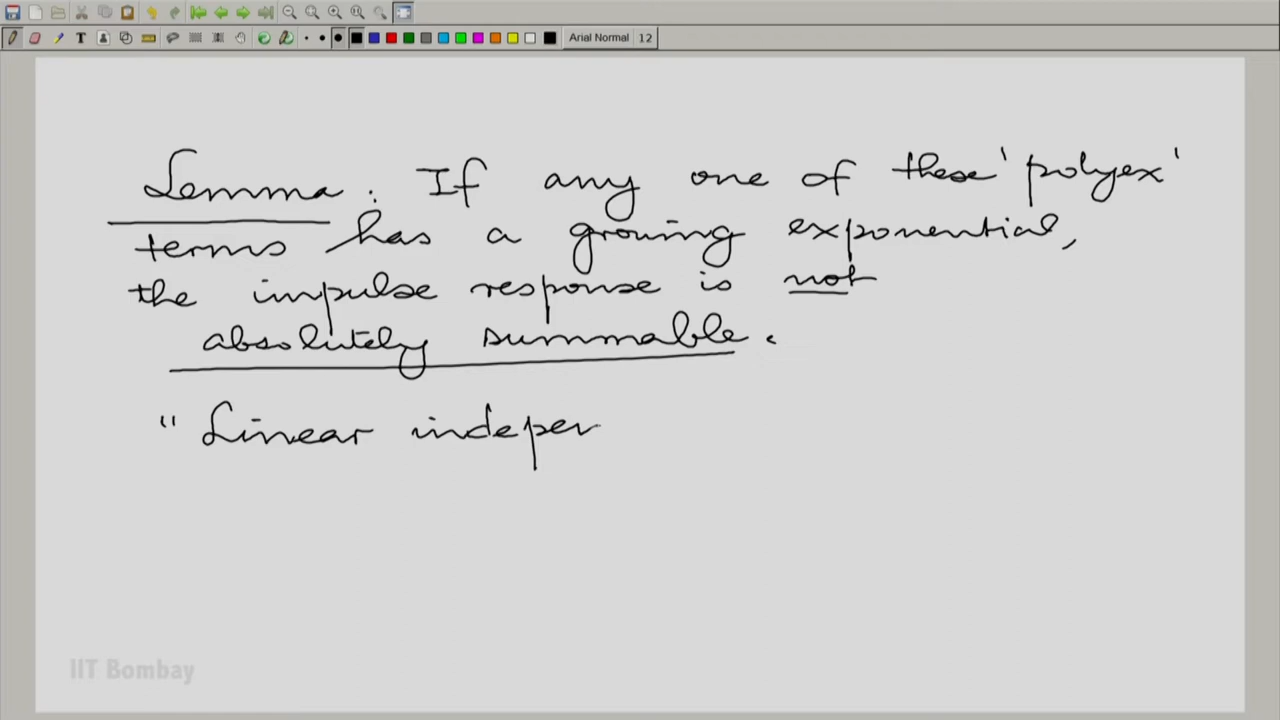 Arial Normal 12
Lemma: If any one of these 'polyex'
terms has a growing exponential,
the impulse response is not
absolutely summable.
"Linear indepen
IIT Bombay